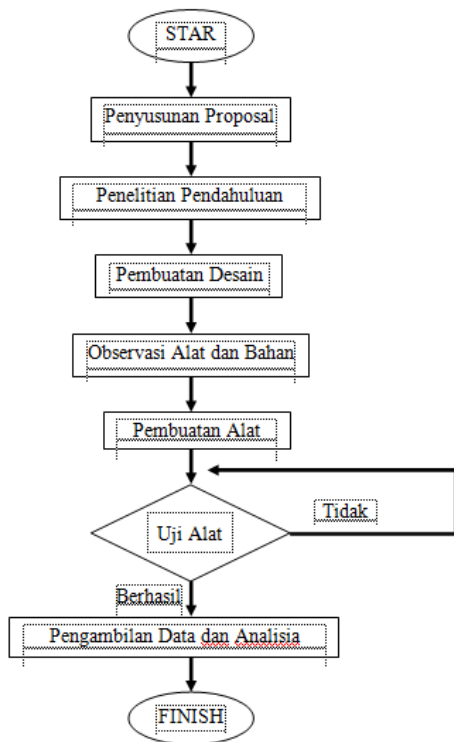 STAR
Penyusunan Proposal
Penelitian Pendahuluan
Pembuatan Desain
Observasi Alat dan Bahan
Pembuatan Alat
Tidak
Uji Alat
Berhasil
Pengambilan Data dan Analisia
FINISH